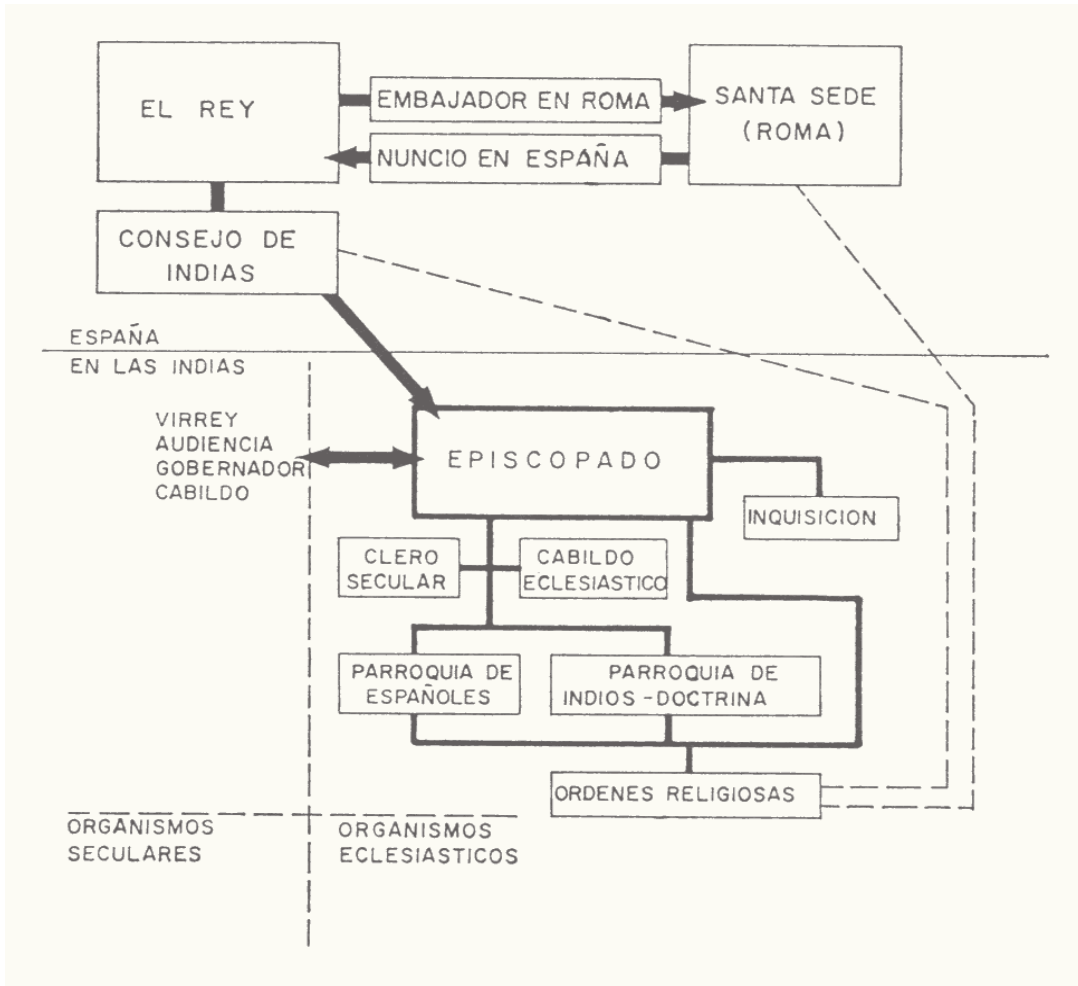 EL REY
EMBAJADOR EN ROMA
SANTA SEDE
(ROMA)
NUNCIO EN ESPAÑA
CONSEJO DE
INDIAS
ESPAÑA
EN LAS INDIAS
VIRREY
AUDIENCIA
GOBERNADOR
CABILDO
EPISCOPADO
INQUISICION
CLERO
SECULAR
CABILDO
ECLESIASTICO
PARROQUIA DE
ESPAÑOLES
PARROQUIA DE
INDIOS-DOCTRINA
ORDENES RELIGIOSAS
ORGANISMOS
SECULARES
ORGANISMOS
ECLESIASTICOS